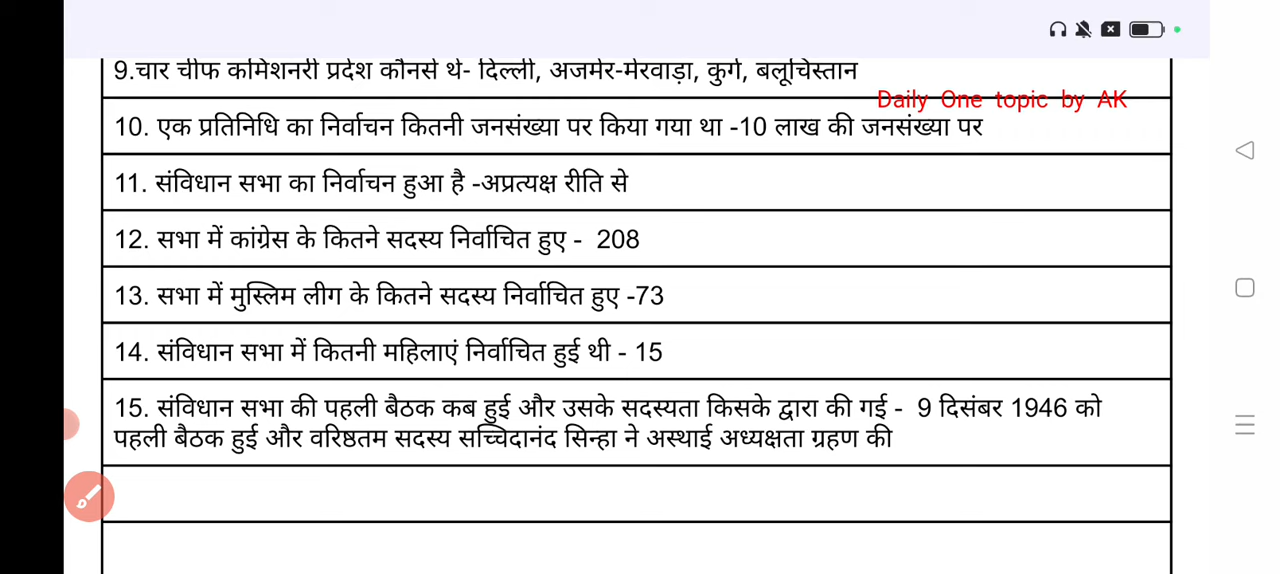 9.चार चीफ कमिशनरी प्रदेश कौनसे थे- दिल्ली, अजमेर-मेरवाड़ा, कुर्ग, बलूचिस्तान
Daily One topic by AK
10. एक प्रतिनिधि का निर्वाचन कितनी जनसंख्या पर किया गया था -10 लाख की जनसंख्या पर
11. संविधान सभा का निर्वाचन हुआ है -अप्रत्यक्ष रीति से
12. सभा में कांग्रेस के कितने सदस्य निर्वाचित हुए - 208
13. सभा में मुस्लिम लीग के कितने सदस्य निर्वाचित हुए -73
14. संविधान सभा में कितनी महिलाएं निर्वाचित हुई थी - 15
15. संविधान सभा की पहली बैठक कब हुई और उसके सदस्यता किसके द्वारा की गई - 9 दिसंबर 1946 को
पहली बैठक हुई और वरिष्ठतम सदस्य सच्चिदानंद सिन्हा ने अस्थाई अध्यक्षता ग्रहण की